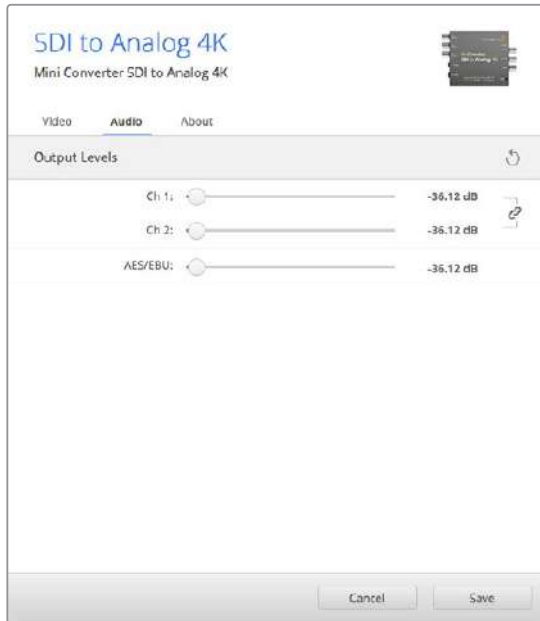 SDI to Analog 4K
Mini Converter SDI to Analog 4K
Video Audio About
Output Levels
Ch 1: -36.12 dB
Ch 2: -36.12 dB
AES/EBU: -36.12 dB
Cancel Save